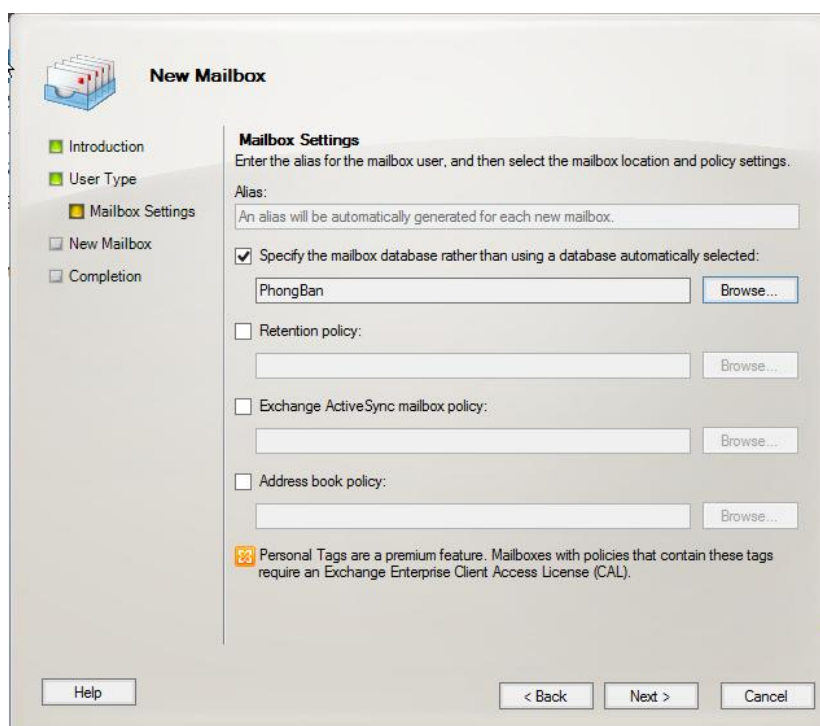 New Mailbox
Introduction
User Type
Mailbox Settings
New Mailbox
Completion
Mailbox Settings
Enter the alias for the mailbox user, and then select the mailbox location and policy settings.
Alias:
An alias will be automatically generated for each new mailbox.
Specify the mailbox database rather than using a database automatically selected:
PhongBan
Browse...
Retention policy:
Browse...
Exchange ActiveSync mailbox policy:
Browse...
Address book policy:
Browse...
Personal Tags are a premium feature. Mailboxes with policies that contain these tags
require an Exchange Enterprise Client Access License (CAL).
Help
< Back
Next >
Cancel